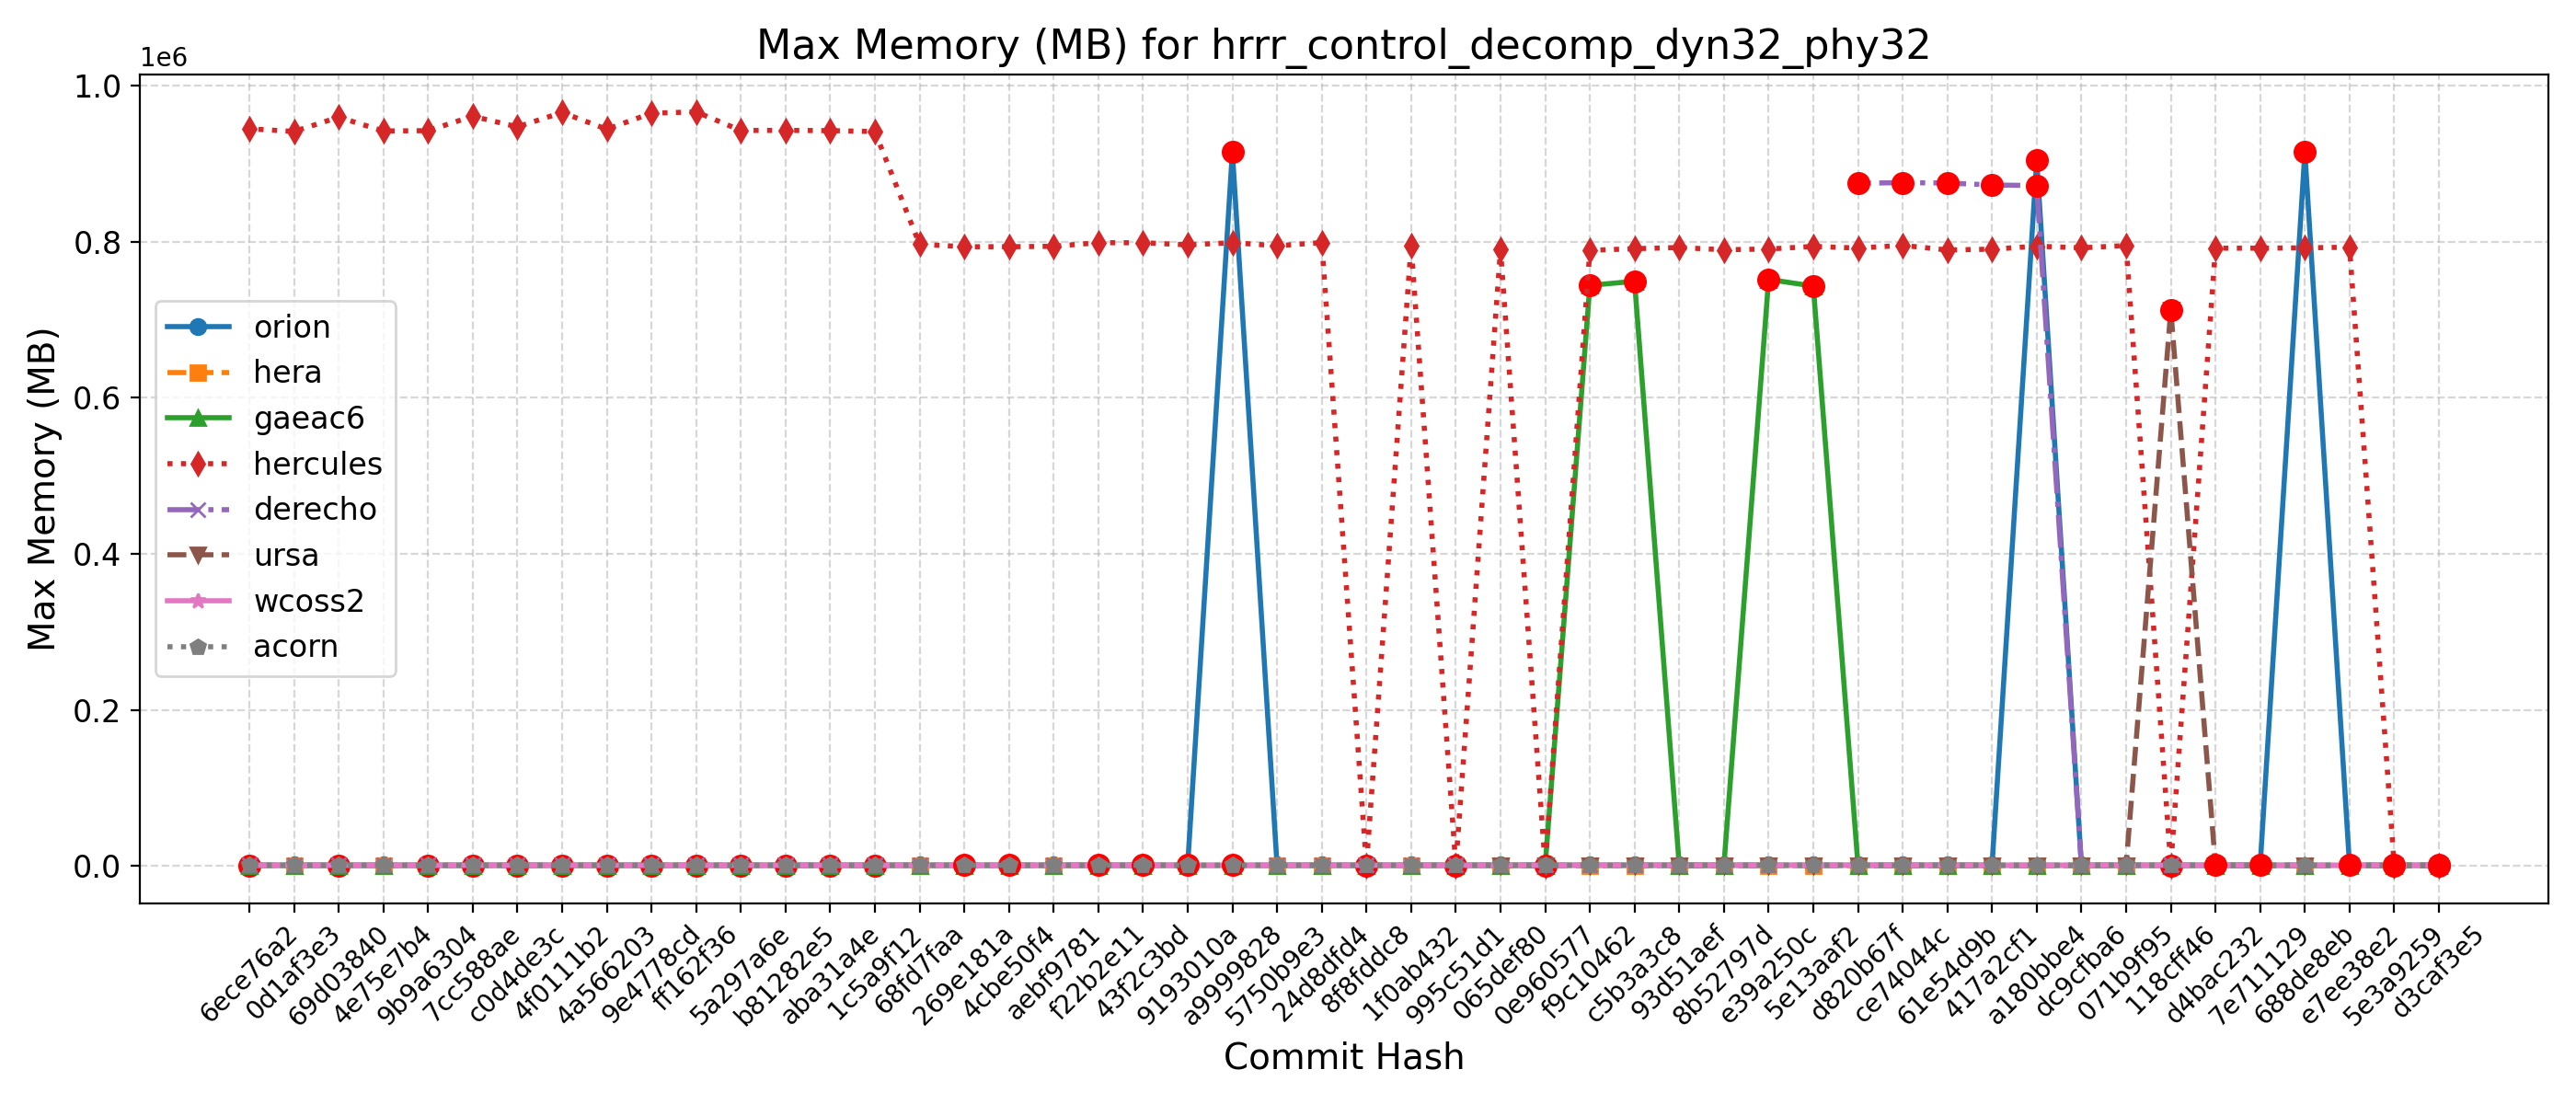 Max Memory (MB) for hrrr_control_decomp_dyn32_phy32
1e6
1.0
0.8
0.6
0.4
0.2
0.0
Max Memory (MB)
orion
hera
gaeac6
hercules
derecho
ursa
wcoss2
acorn
6ece76a2
0d1af3e3
69d03840
4e75e7b4
9b9a6304
7cc588ae
c0d4de3c
4f0111b2
4a566203
9e4778cd
ff162f36
5a297a6e
b81282e5
aba31a4e
1c5a9f12
68fd7faa
269e181a
4cbe50f4
aebf9781
f22b2e11
43f2c3bd
9193010a
a9999828
5750b9e3
24d8dfd4
8f8fddc8
1f0ab432
995c51d1
065def80
0e960577
f9c10462
c5b3a3c8
93d51aef
8b52797d
e39a250c
5e13aaf2
d820b67f
ce74044c
61e54d9b
417a2cf1
a180bbe4
dc9cfba6
071b9f95
118cff46
d4bac232
7e711129
688de8eb
e7ee38e2
5e3a9259
d3caf3e5
Commit Hash